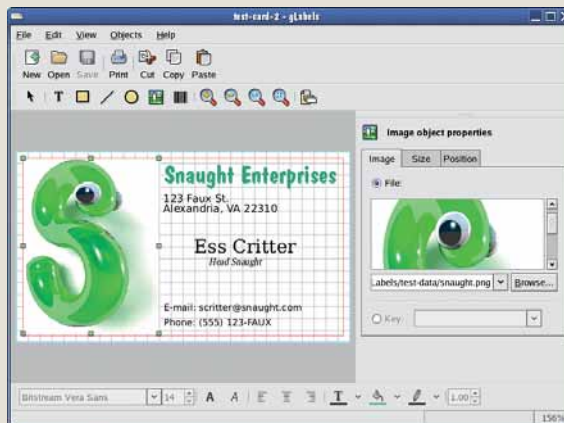 test-card-2 - gLabels
File Edit View Objects Help
New Open Save Print Cut Copy Paste
T
Image object properties
Image Size Position
File:
.abels/test-data/snaught.png Browse...
Key:
Snaught Enterprises
123 Faux St.
Alexandria, VA 22310
Ess Critter
Head Snaught
E-mail: scritter@snaught.com
Phone: (555) 123-FAUX
Bitstream Vera Sans 14 A A T 1.00
156%